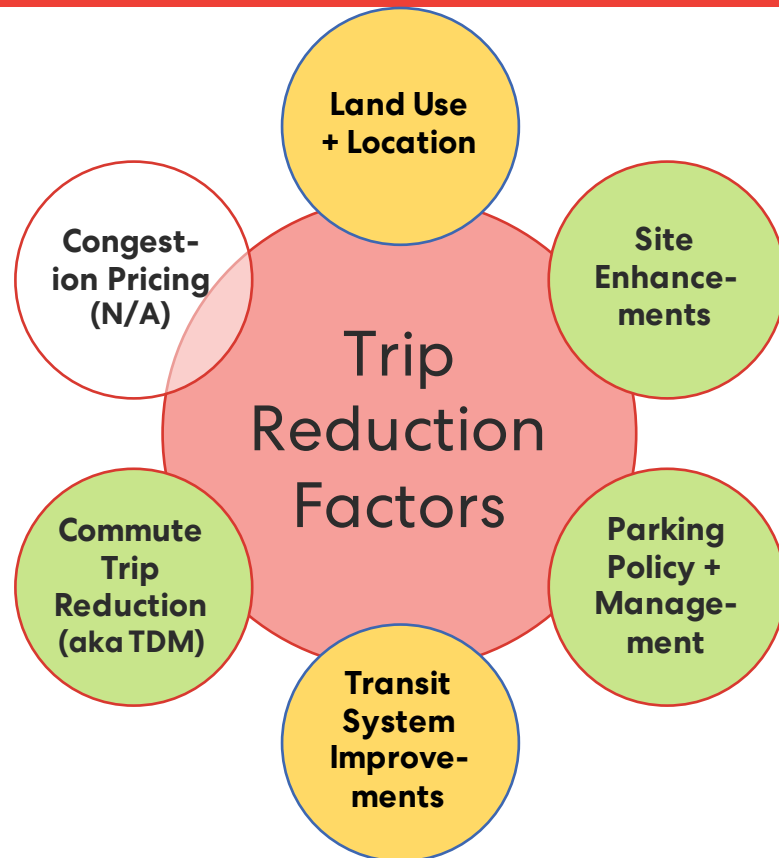 Land Use
+ Location
Congest-
ion Pricing
(N/A)
Site
Enhance-
ments
Trip
Reduction
Factors
Commute
Trip
Reduction
(aka TDM)
Parking
Policy +
Manage-
ment
Transit
System
Improve-
ments